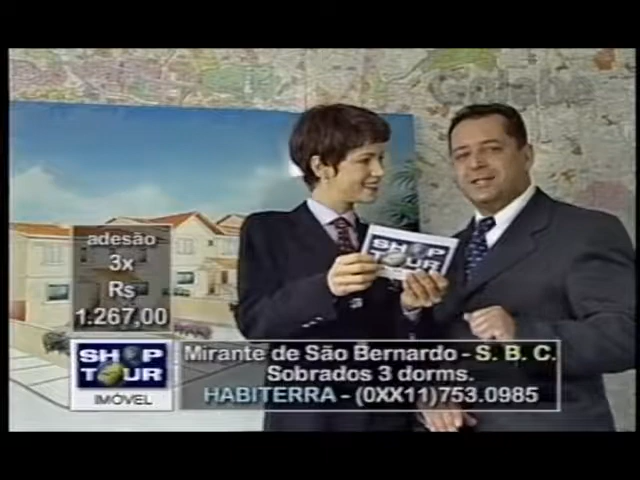 Golabe
adesão
3x
R$
1.267,00
SHOP
TOUR
SHOP
TOUR
IMÓVEL
Mirante de São Bernardo - S. B. C.
Sobrados 3 dorms.
HABITERRA - (0XX11)753.0985